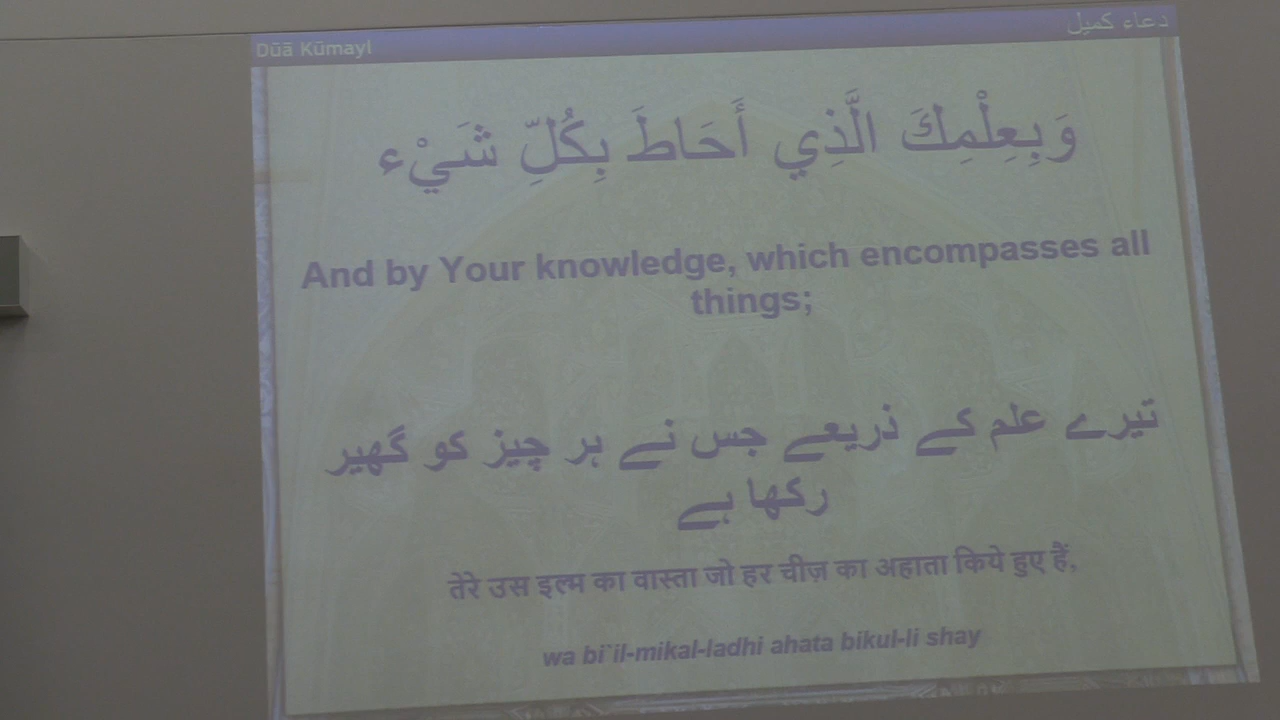 Dūā Kūmayl
دعاء كميل
وَبِعِلْمِكَ الَّذِي أَحَاطَ بِكُلِّ شَيْء
And by Your knowledge, which encompasses all
things;
تیرے علم کے ذریعے جس نے ہر چیز کو گھیر
رکھا ہے
तेरे उस इल्म का वास्ता जो हर चीज़ का अहाता किये हुए हैं,
wa bi`il-mikal-ladhi ahata bikul-li shay